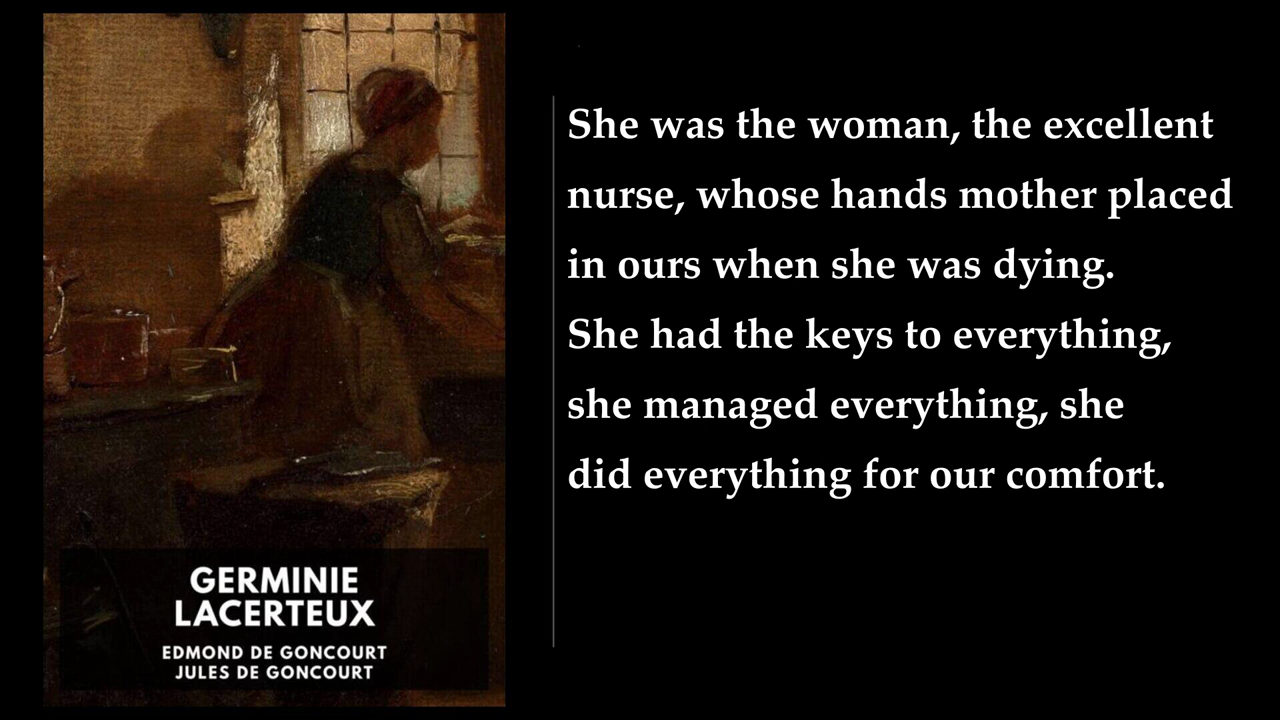 GERMINIE
LACERTEUX
EDMOND DE GONCOURT
JULES DE GONCOURT
She was the woman, the excellent
nurse, whose hands mother placed
in ours when she was dying.
She had the keys to everything,
she managed everything, she
did everything for our comfort.